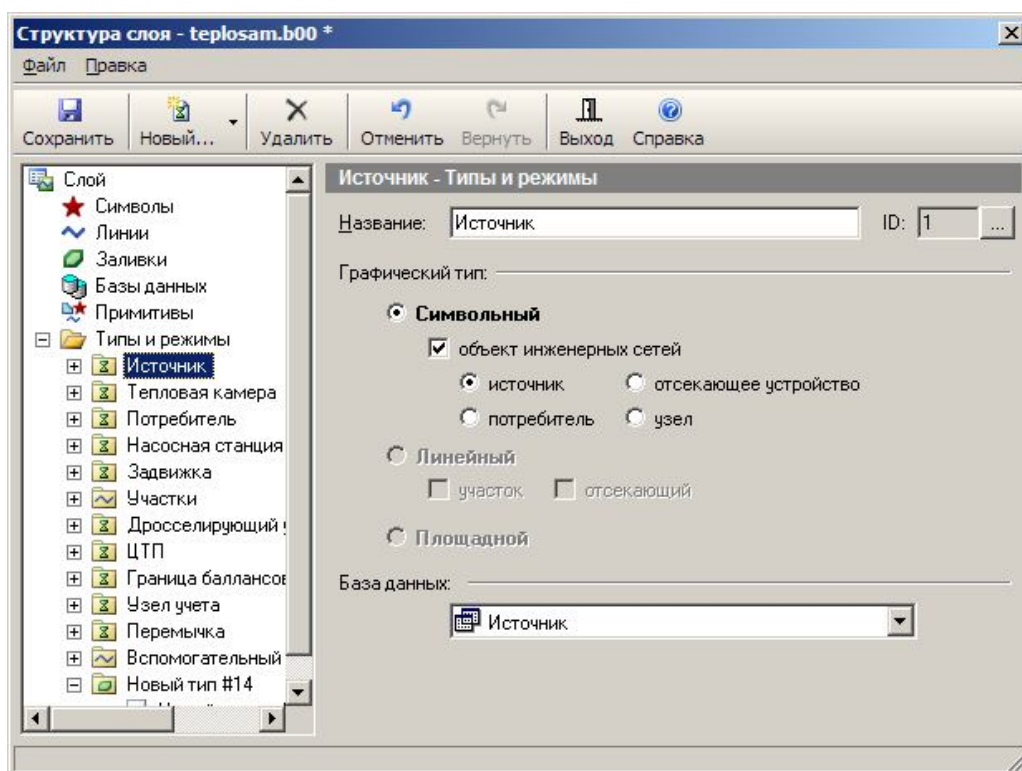 Структура слоя - teplosam.b00 *
Файл Правка
Сохранить Новый... Удалить Отменить Вернуть Выход Справка
Слой
Символы
Линии
Заливки
Базы данных
Примитивы
Типы и режимы
Источник
Тепловая камера
Потребитель
Насосная станция
Задвижка
Участки
Дросселирующий
ЦТП
Граница баллансов
Узел учета
Перемычка
Вспомогательный
Новый тип #14
Источник - Типы и режимы
Название: Источник ID: 1 ...
Графический тип:
Символьный
объект инженерных сетей
источник отсекающее устройство
потребитель узел
Линейный
участок отсекающий
Площадной
База данных:
Источник